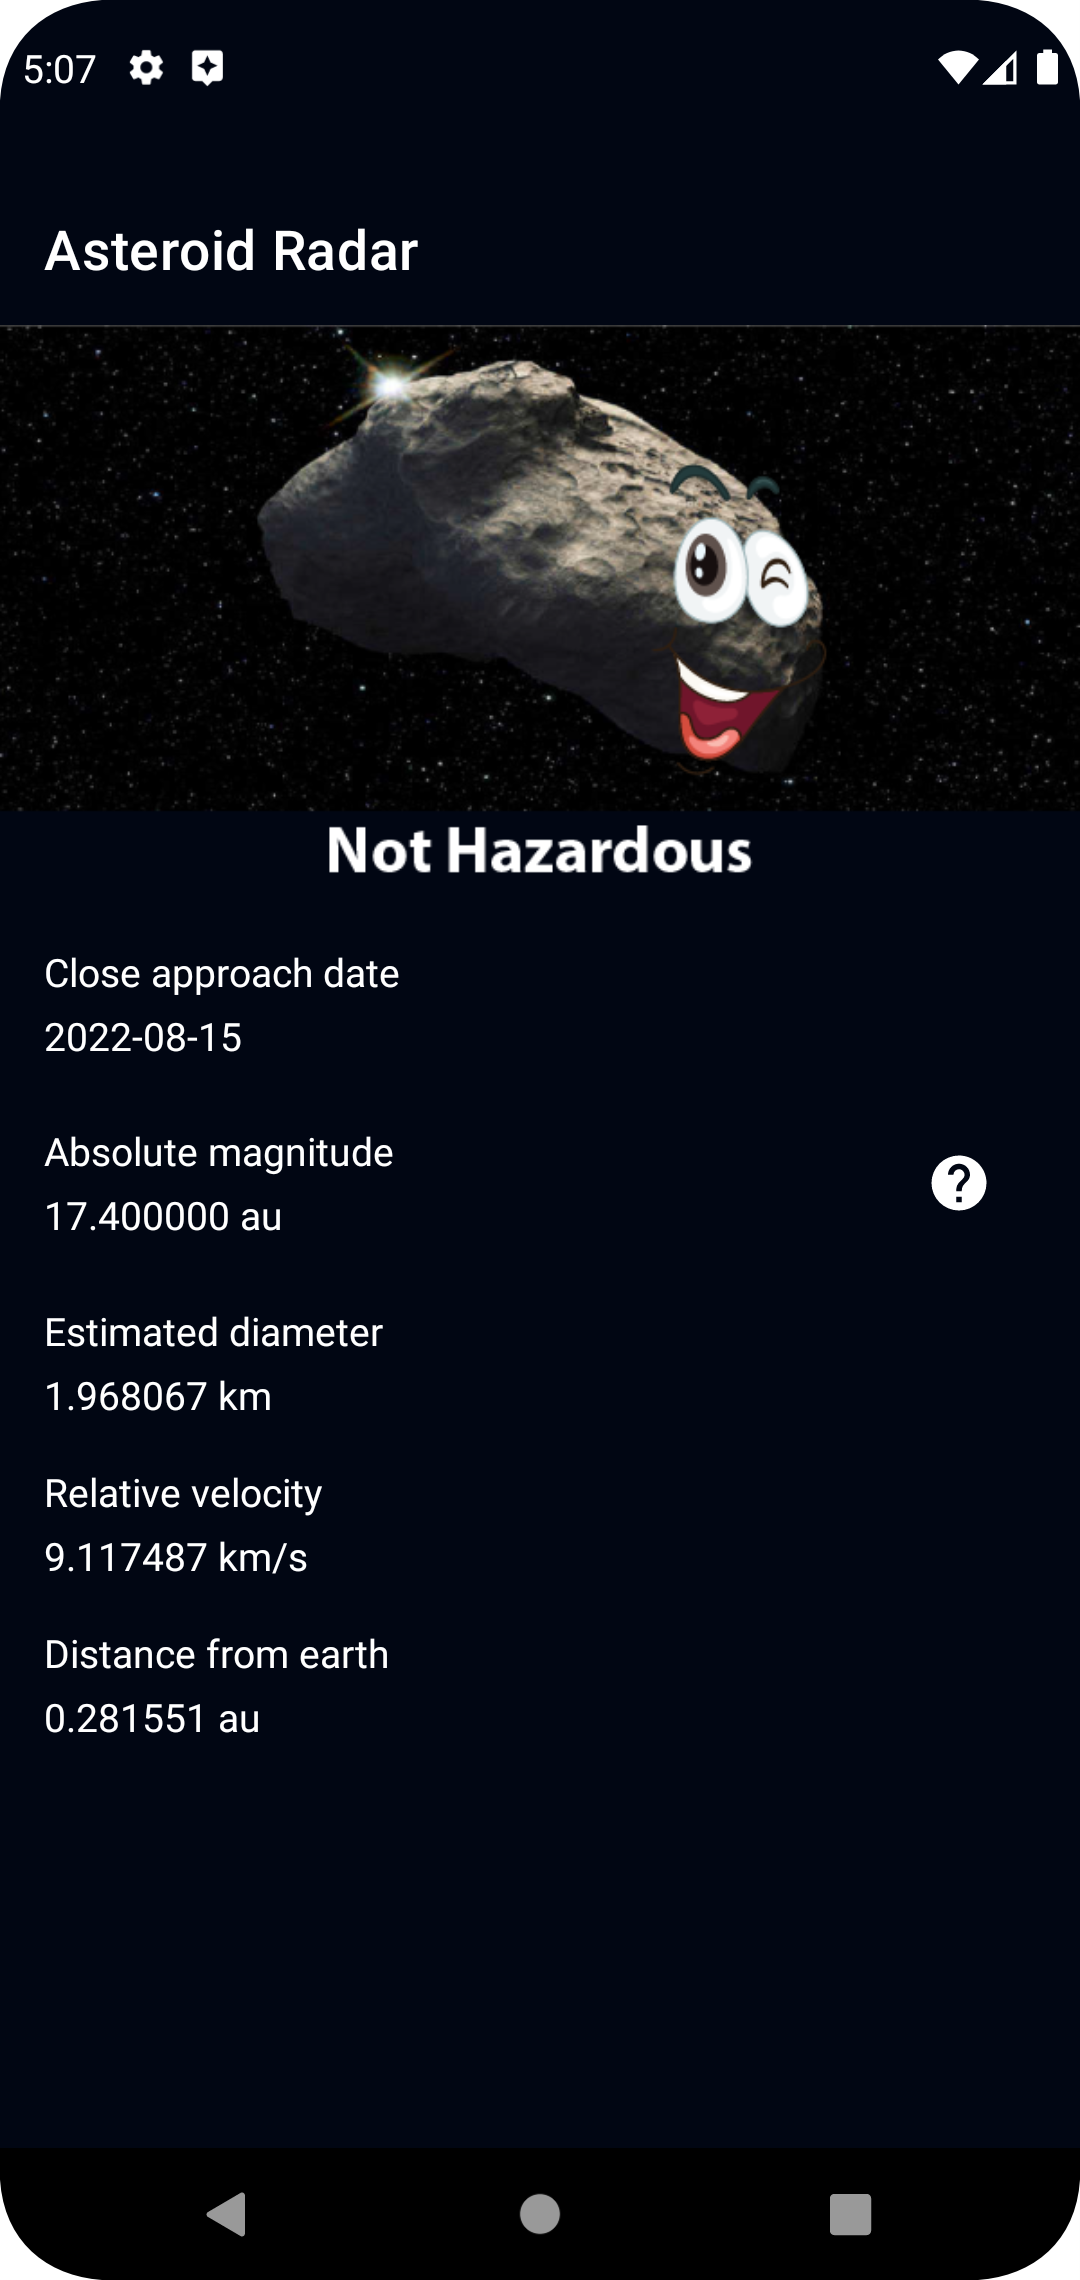 5:07
Asteroid Radar
Not Hazardous
Close approach date
2022-08-15
Absolute magnitude
17.400000 au
?
Estimated diameter
1.968067 km
Relative velocity
9.117487 km/s
Distance from earth
0.281551 au